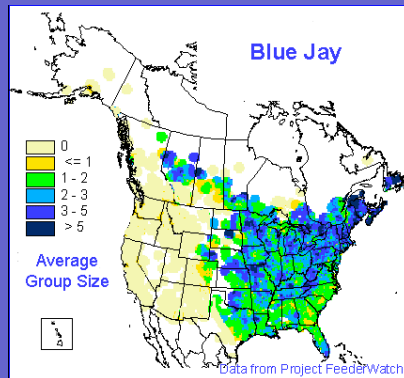 Blue Jay
0
<= 1
1 - 2
2 - 3
3 - 5
> 5
Average
Group Size
Data from Project FeederWatch